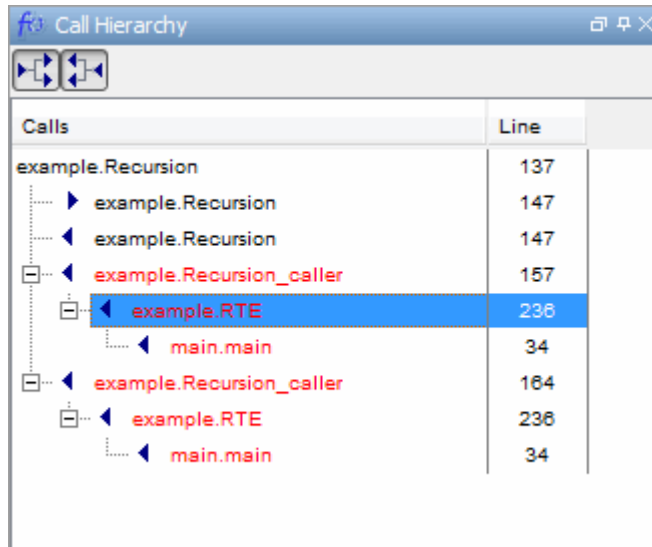 f() Call Hierarchy
Calls Line
example.Recursion 137
example.Recursion 147
example.Recursion 147
example.Recursion_caller 157
example.RTE 236
main.main 34
example.Recursion_caller 164
example.RTE 236
main.main 34